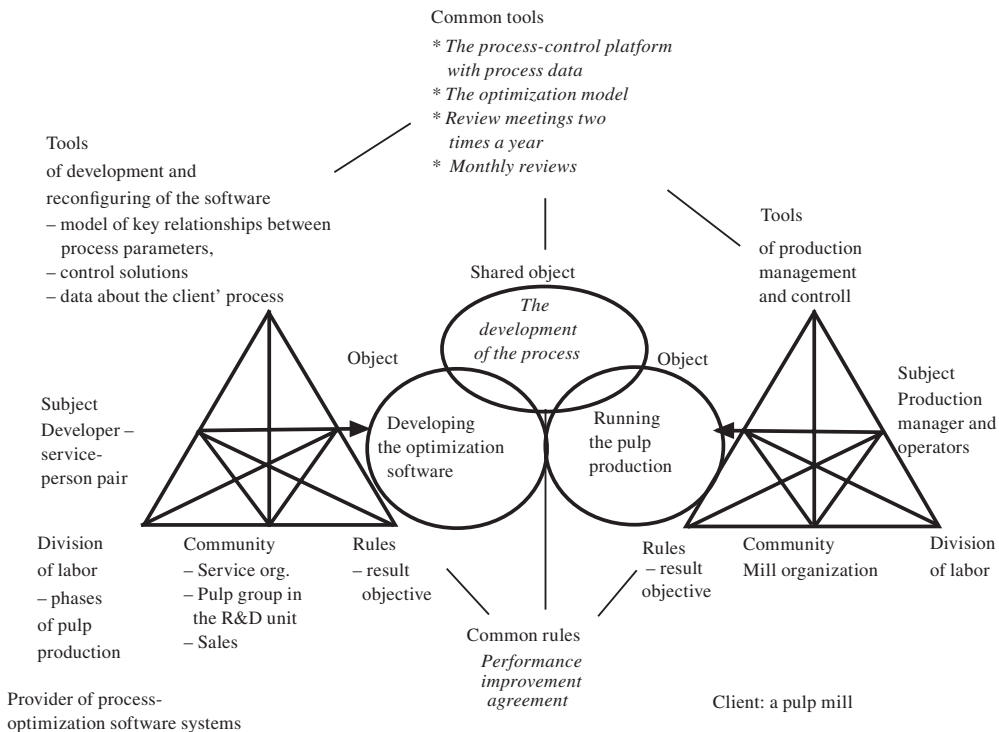 Common tools
* The process-control platform
with process data
* The optimization model
* Review meetings two
times a year
* Monthly reviews
Tools
of development and
reconfiguring of the software
– model of key relationships between
process parameters,
– control solutions
– data about the client' process
Tools
of production
management
and controll
Shared object
The
development
of the process
Object
Object
Subject
Developer –
service-
person pair
Developing
the optimization
software
Running
the pulp
production
Subject
Production
manager and
operators
Division
of labor
– phases
of pulp
production
Community
– Service org.
– Pulp group in
the R&D unit
– Sales
Rules
– result
objective
Rules
– result
objective
Community
Mill organization
Division
of labor
Common rules
Performance
improvement
agreement
Provider of process-
optimization software systems
Client: a pulp mill